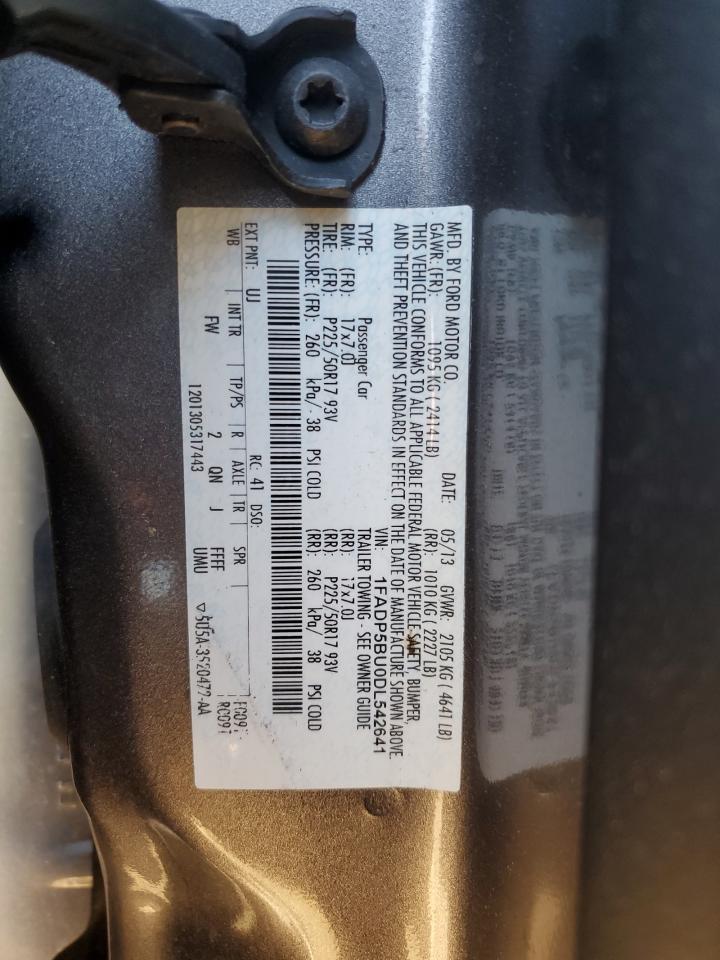 MFD. BY FORD MOTOR CO. DATE: 05/13 GVWR: 2105 KG ( 4641 LB)
GAWR: (FR): 1095 KG ( 2414 LB) (RR): 1010 KG ( 2227 LB)
THIS VEHICLE CONFORMS TO ALL APPLICABLE FEDERAL MOTOR VEHICLE SAFETY, BUMPER,
AND THEFT PREVENTION STANDARDS IN EFFECT ON THE DATE OF MANUFACTURE SHOWN ABOVE.
VIN: 1FADP5BU0DL542641
TYPE: Passenger Car TRAILER TOWING - SEE OWNER GUIDE
RIM: (FR): 17x7.0J (RR): 17x7.0J
TIRE: (FR): P225/50R17 93V (RR): P225/50R17 93V
PRESSURE: (FR): 260 kPa/ 38 PSI COLD (RR): 260 kPa/ 38 PSI COLD
EXT PNT: UJ RC: 41 DSO:
WB INT TR TP/PS R AXLE TR SPR
FW 2 QN J FFFF
UMU
1201305317443
5U5A-3520472-AA